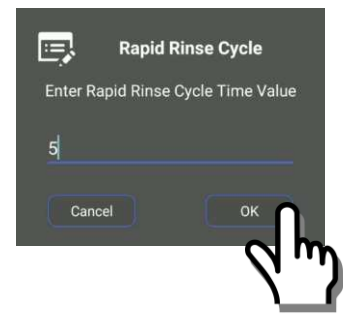 Rapid Rinse Cycle
Enter Rapid Rinse Cycle Time Value
5
Cancel
OK